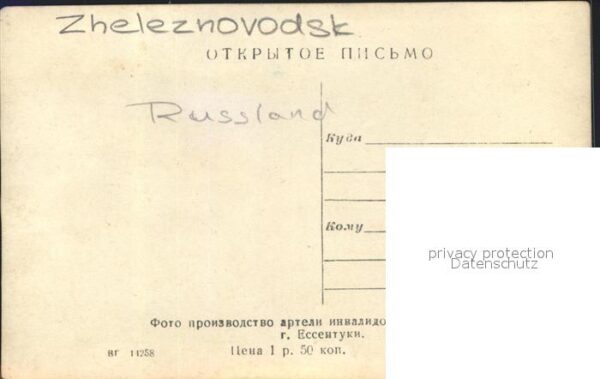 Zheleznovodsk
ОТКРЫТОЕ ПИСЬМО
Russland
Куда
Кому
privacy protection
Datenschutz
Фото производство артели инвалидо
г. Ессентуки.
ВГ 14258
Цена 1 р. 50 коп.